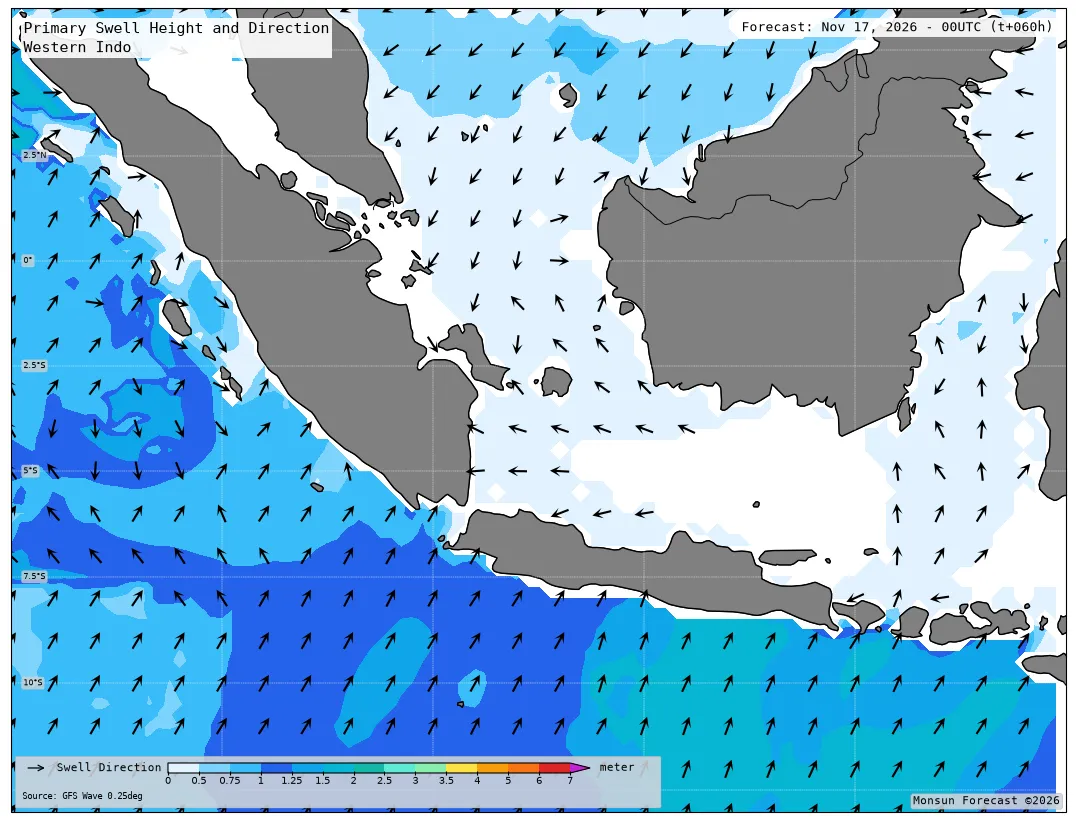 Primary Swell Height and Direction
Western Indo
Forecast: Nov 17, 2026 - 00UTC (t+060h)
2.5°N
0°
2.5°S
5°S
7.5°S
10°S
Swell Direction
meter
0 0.5 0.75 1 1.25 1.5 2 2.5 3 3.5 4 5 6 7
Source: GFS Wave 0.25deg
Monsun Forecast ©2026